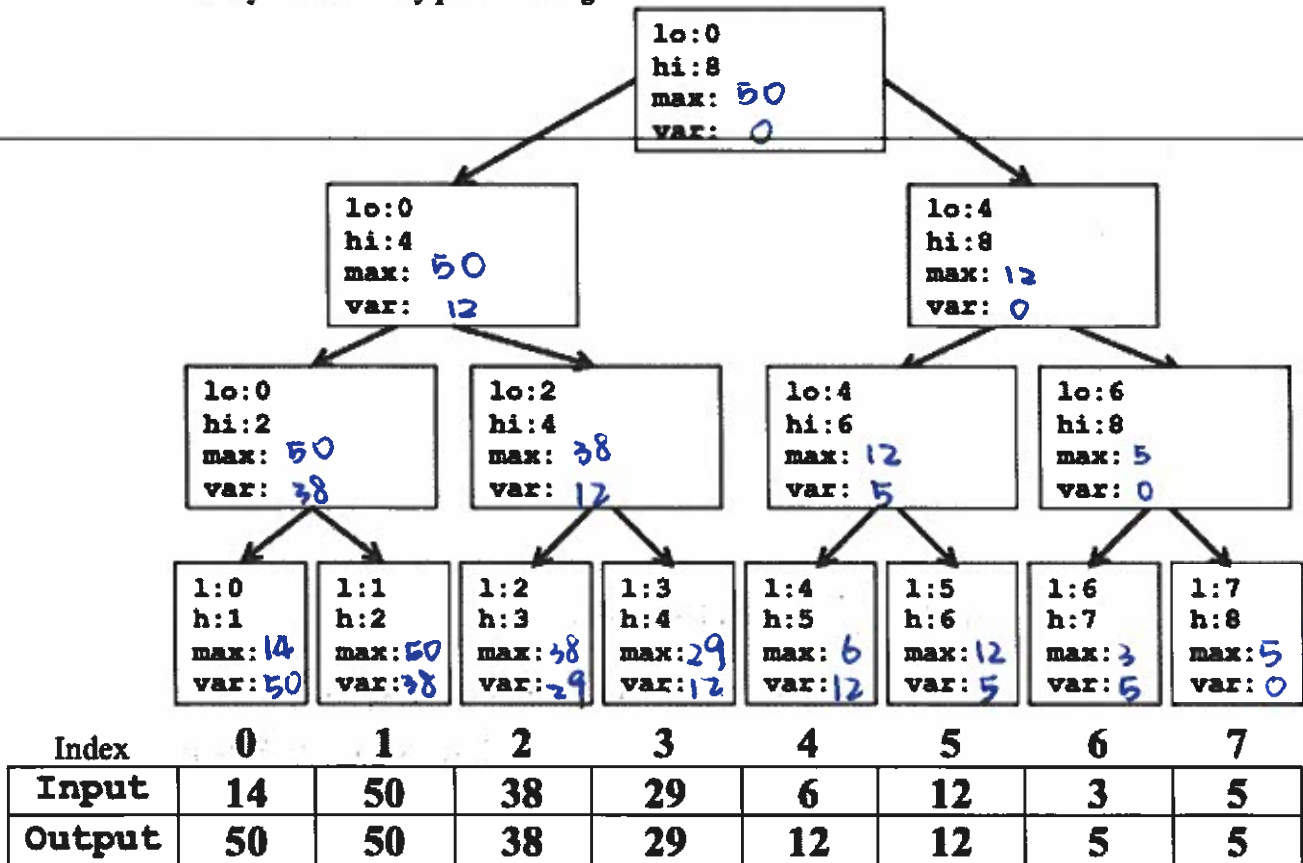 lo:0
hi:8
max: 50
var: 0
lo:0
hi:4
max: 50
var: 12
lo:4
hi:8
max: 12
var: 0
lo:0
hi:2
max: 50
var: 38
lo:2
hi:4
max: 38
var: 12
lo:4
hi:6
max: 12
var: 5
lo:6
hi:8
max: 5
var: 0
l:0
h:1
max: 14
var: 50
l:1
h:2
max: 50
var: 38
l:2
h:3
max: 38
var: 29
l:3
h:4
max: 29
var: 12
l:4
h:5
max: 6
var: 12
l:5
h:6
max: 12
var: 5
l:6
h:7
max: 3
var: 5
l:7
h:8
max: 5
var: 0
Index 0 1 2 3 4 5 6 7
Input 14 50 38 29 6 12 3 5
Output 50 50 38 29 12 12 5 5